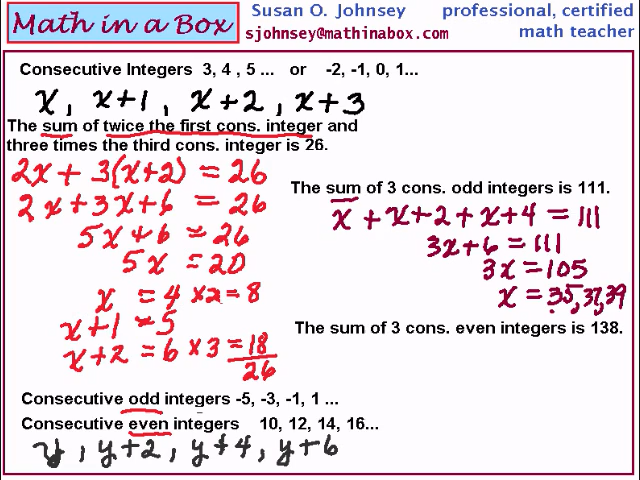 Math in a Box
Susan O. Johnsey professional, certified
sjohnsey@mathinabox.com math teacher
Consecutive Integers 3, 4 , 5 ... or -2, -1, 0, 1...
x, x+1, x+2, x+3
The sum of twice the first cons. integer and
three times the third cons. integer is 26.
2x + 3(x+2) = 26
2x + 3x + 6 = 26
5x + 6 = 26
5x = 20
x = 4 × 2 = 8
x+1 = 5
x+2 = 6 × 3 = 18
26
The sum of 3 cons. odd integers is 111.
x + x+2 + x+4 = 111
3x + 6 = 111
3x = 105
x = 35, 37, 39
The sum of 3 cons. even integers is 138.
Consecutive odd integers -5, -3, -1, 1 ...
Consecutive even integers 10, 12, 14, 16...
y, y+2, y+4, y+6